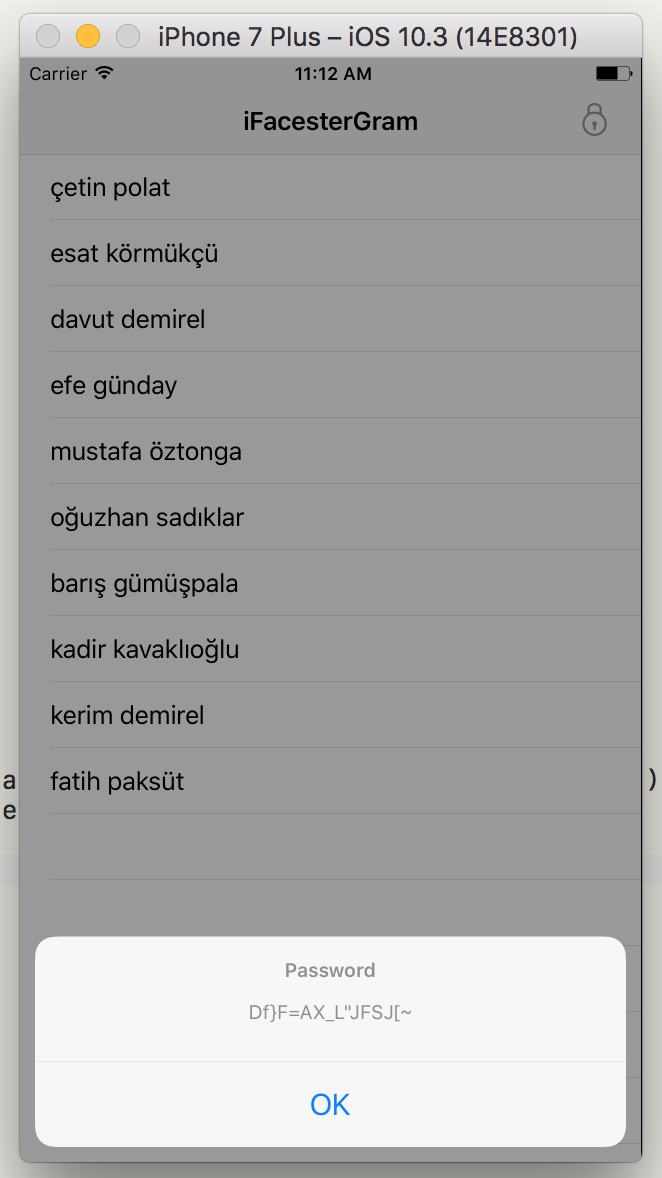 iPhone 7 Plus – iOS 10.3 (14E8301)
Carrier 11:12 AM
iFacesterGram
çetin polat
esat körmükçü
davut demirel
efe günday
mustafa öztonga
oğuzhan sadıklar
barış gümüşpala
kadir kavaklıoğlu
kerim demirel
a )
fatih paksüt
e
Password
Df}F=AX_L"JFSJ[~
OK